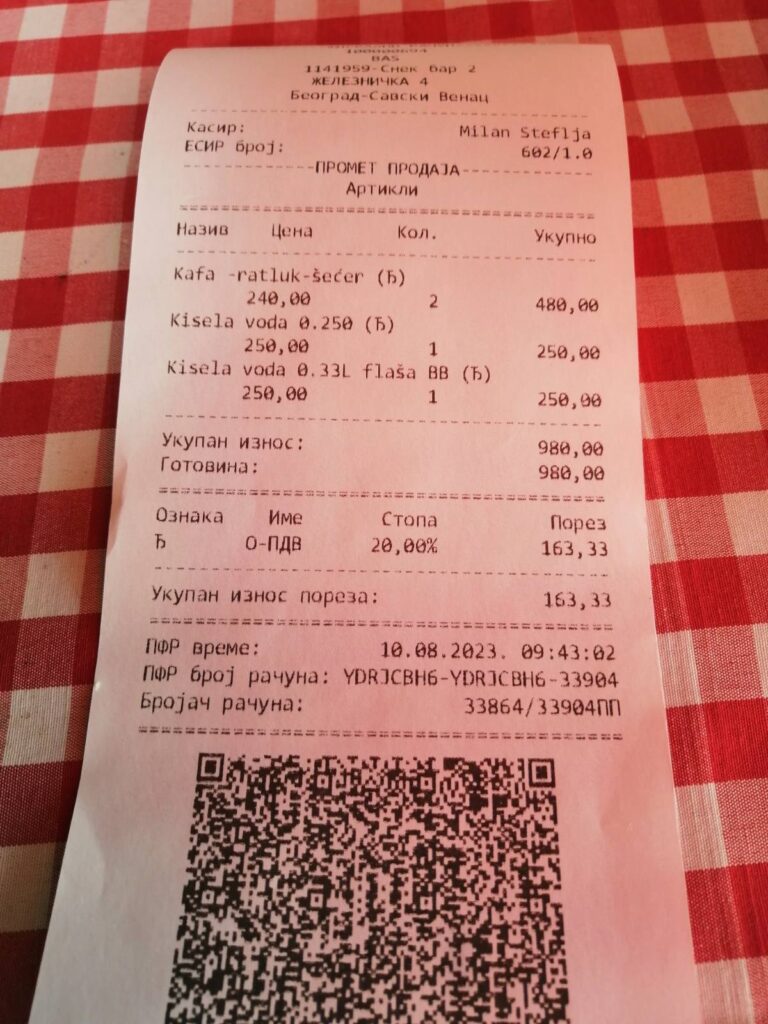 100000694
BAS
1141959-Снек бар 2
ЖЕЛЕЗНИЧКА 4
Београд-Савски Венац
Касир: Milan Steflja
ЕСИР број: 602/1.0
-------------ПРОМЕТ ПРОДАЈА-------------
Артикли
========================================
Назив Цена Кол. Укупно
Kafa -ratluk-šećer (Ђ)
240,00 2 480,00
Kisela voda 0.250 (Ђ)
250,00 1 250,00
Kisela voda 0.33L flaša BB (Ђ)
250,00 1 250,00
----------------------------------------
Укупан износ: 980,00
Готовина: 980,00
========================================
Ознака Име Стопа Порез
Ђ О-ПДВ 20,00% 163,33
----------------------------------------
Укупан износ пореза: 163,33
========================================
ПФР време: 10.08.2023. 09:43:02
ПФР број рачуна: YDRJCBH6-YDRJCBH6-33904
Бројач рачуна: 33864/33904ПП
========================================